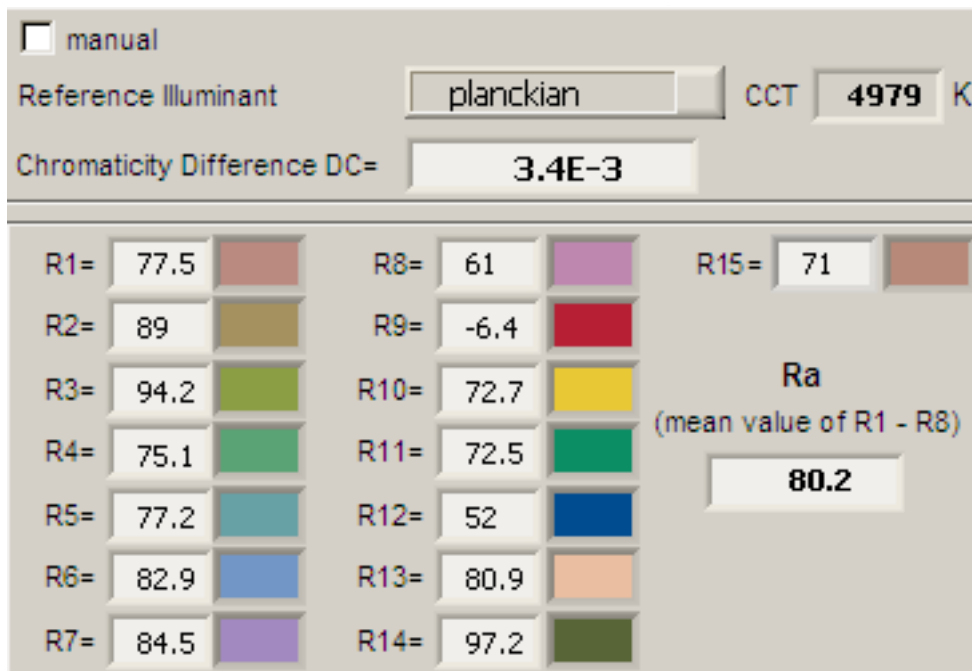 manual
Reference Illuminant planckian CCT 4979 K
Chromaticity Difference DC= 3.4E-3
R1= 77.5 R8= 61 R15= 71
R2= 89 R9= -6.4
R3= 94.2 R10= 72.7 Ra
(mean value of R1 - R8)
R4= 75.1 R11= 72.5
80.2
R5= 77.2 R12= 52
R6= 82.9 R13= 80.9
R7= 84.5 R14= 97.2